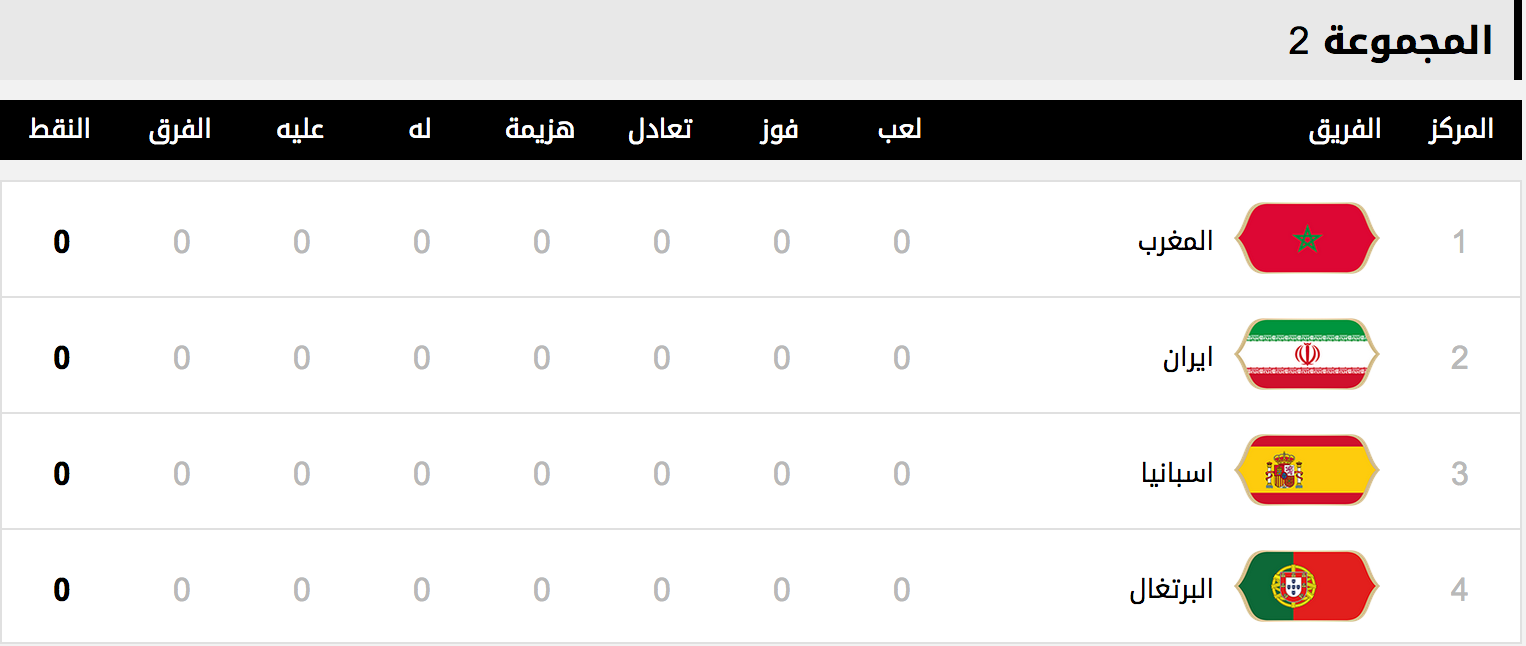 المجموعة 2
المركز الفريق لعب فوز تعادل هزيمة له عليه الفرق النقط
1 المغرب 0 0 0 0 0 0 0 0
2 ايران 0 0 0 0 0 0 0 0
3 اسبانيا 0 0 0 0 0 0 0 0
4 البرتغال 0 0 0 0 0 0 0 0